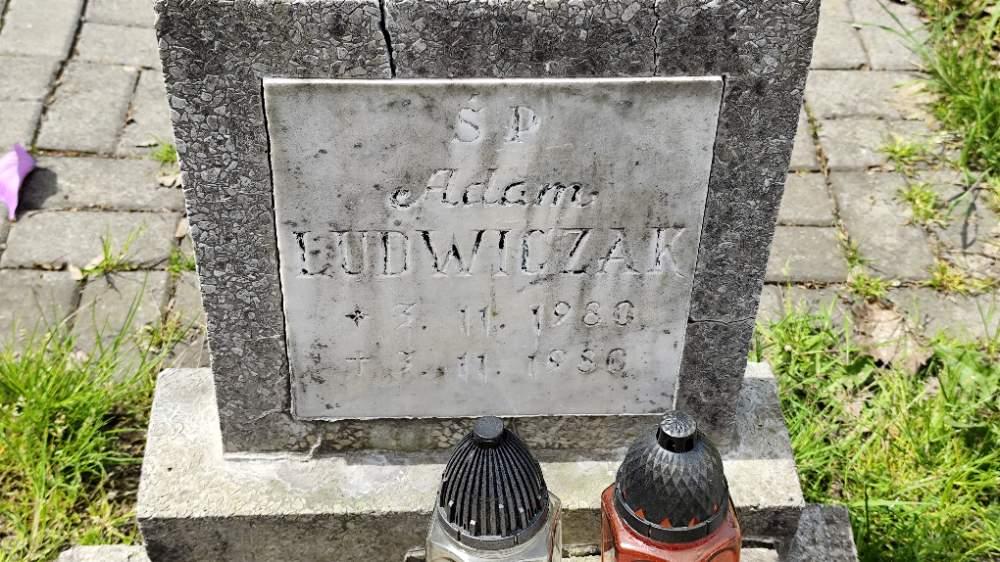 Ś P
Adam
LUDWICZAK
3. 11. 1980
† 3. 11. 1980